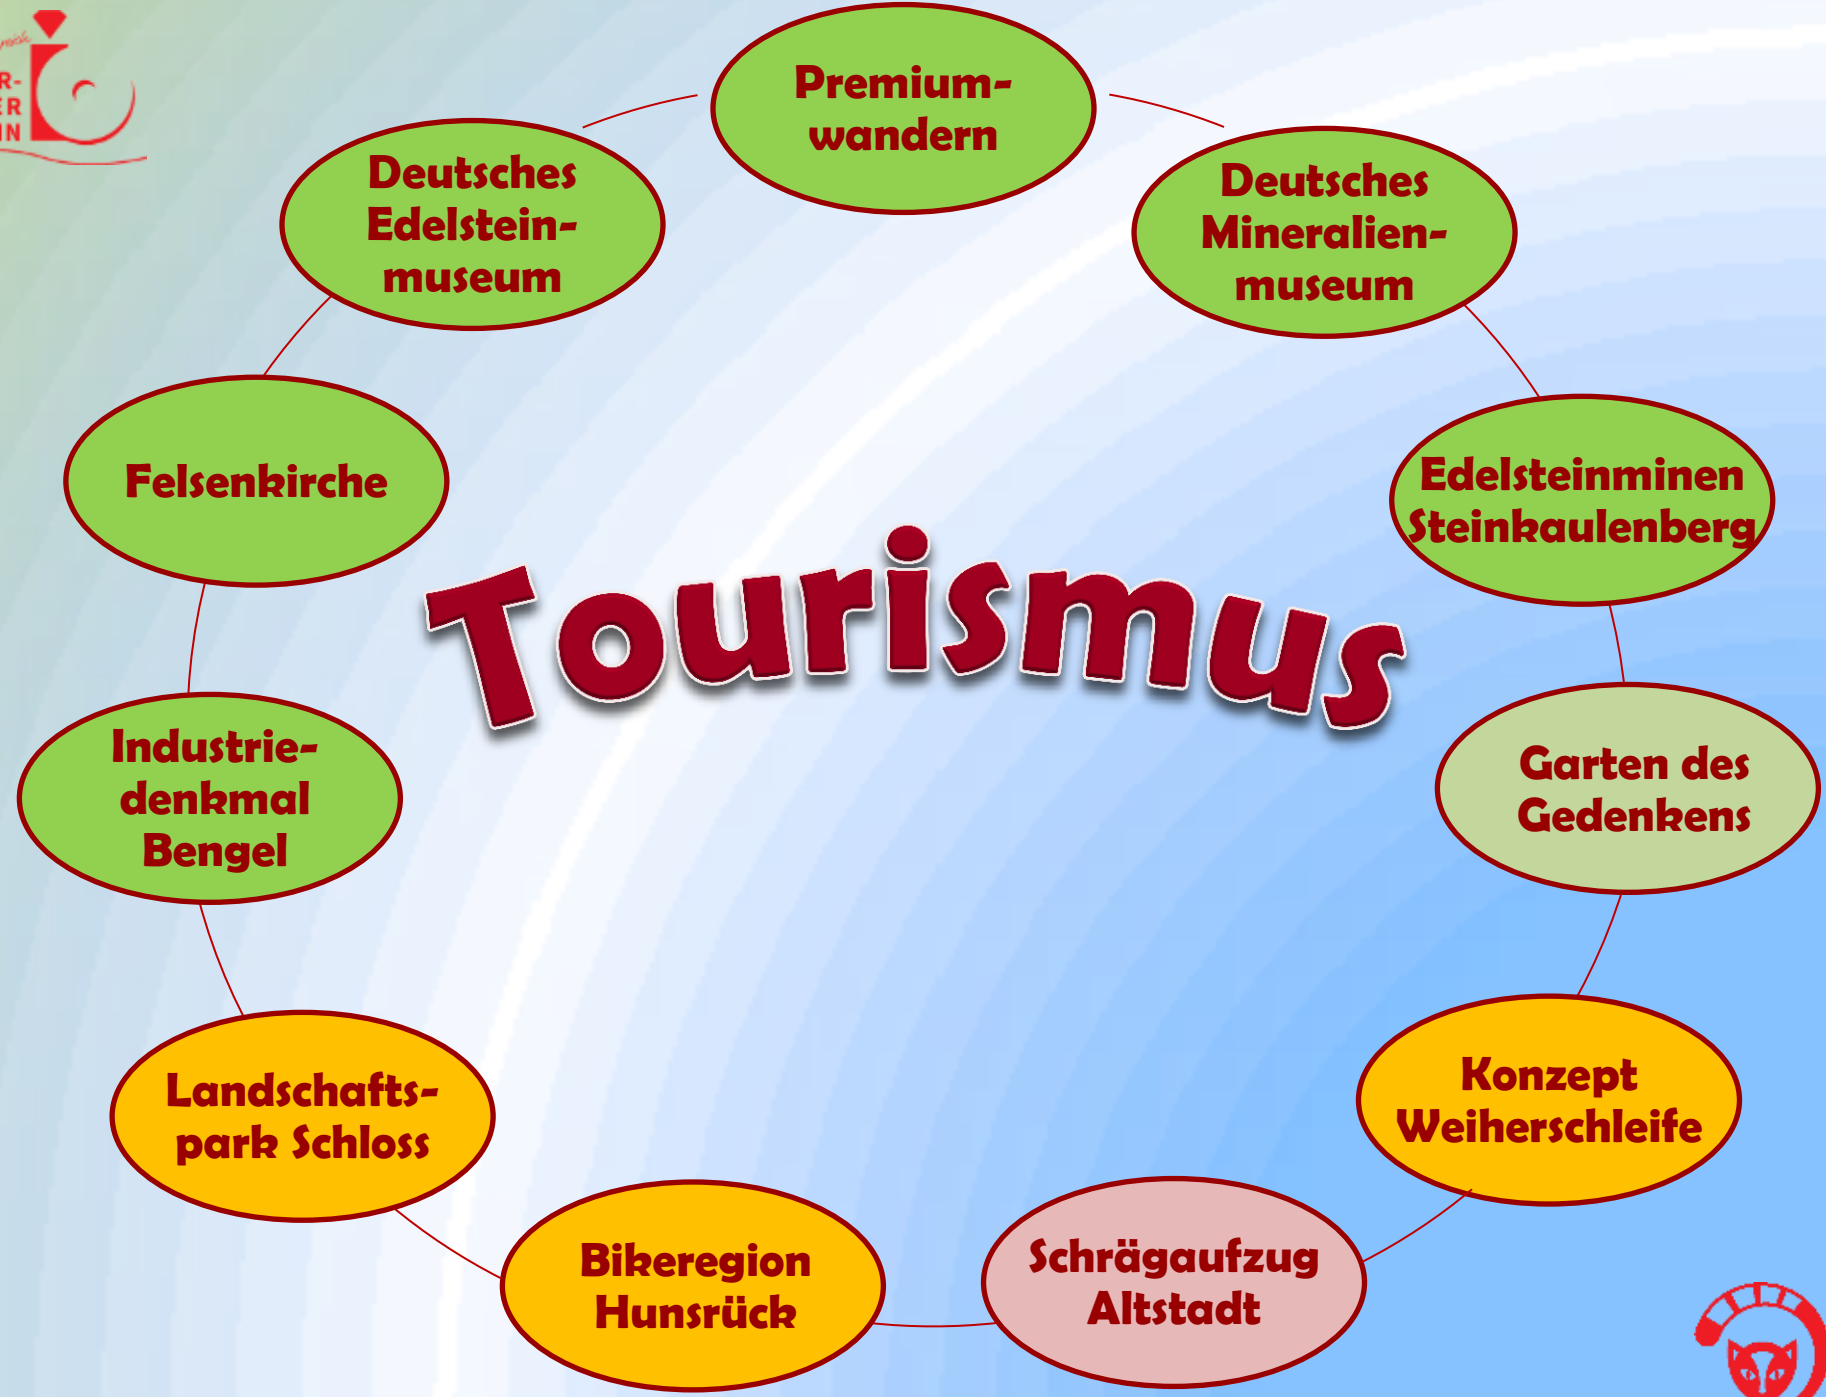 Premium-
wandern
Deutsches
Mineralien-
museum
Edelsteinminen
Steinkaulenberg
Garten des
Gedenkens
Konzept
Weiherschleife
Schrägaufzug
Altstadt
Bikeregion
Hunsrück
Landschafts-
park Schloss
Industrie-
denkmal
Bengel
Felsenkirche
Deutsches
Edelstein-
museum
Tourismus